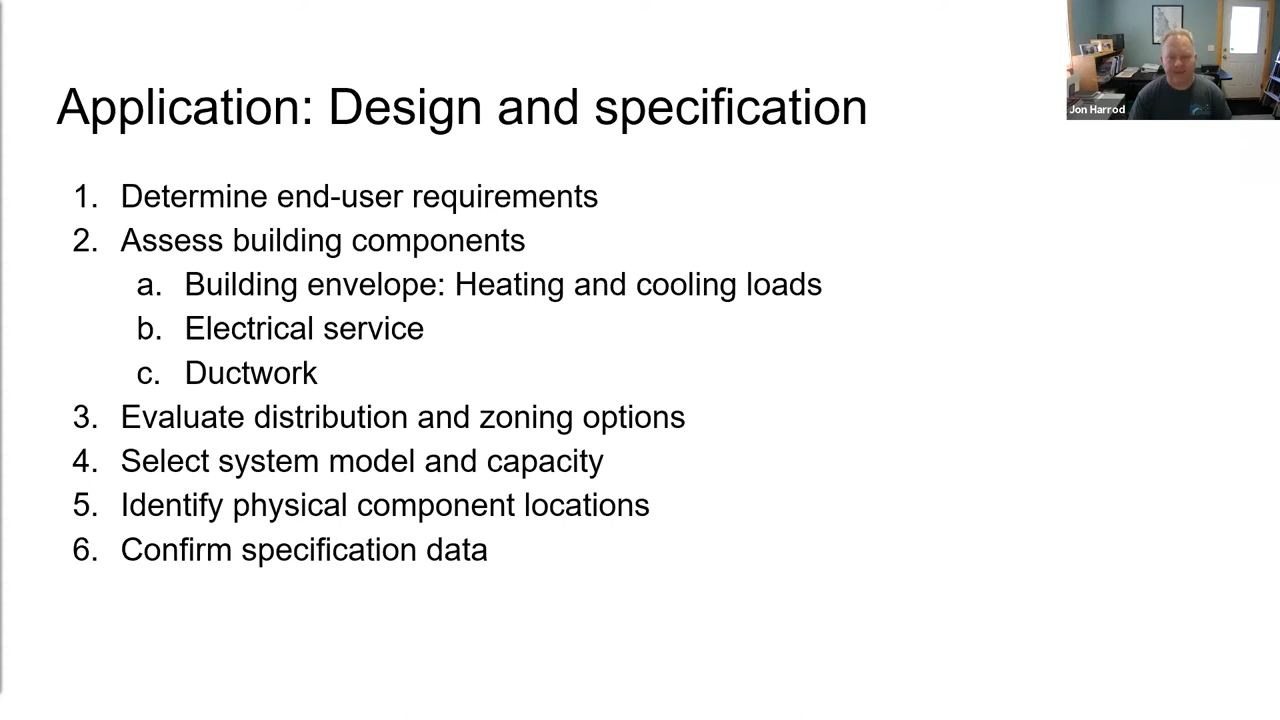 Application: Design and specification
1. Determine end-user requirements
2. Assess building components
a. Building envelope: Heating and cooling loads
b. Electrical service
c. Ductwork
3. Evaluate distribution and zoning options
4. Select system model and capacity
5. Identify physical component locations
6. Confirm specification data
Jon Harrod